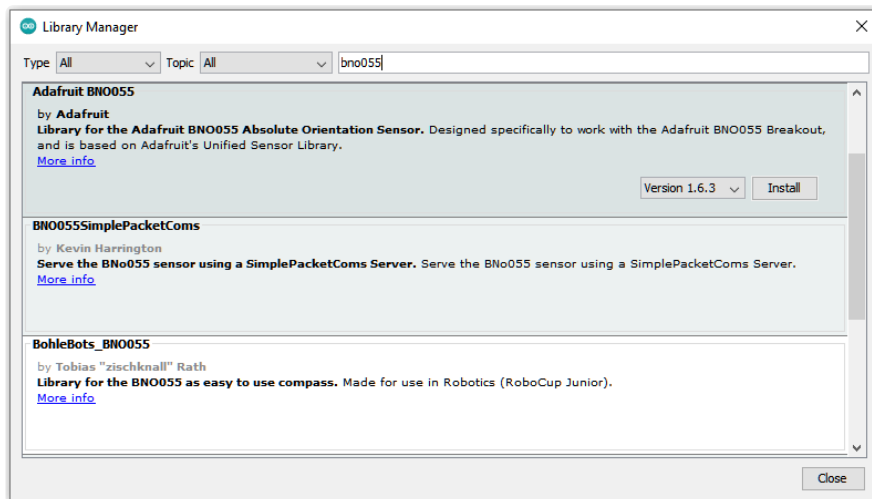 Library Manager
Type All Topic All bno055
Adafruit BNO055
by Adafruit
Library for the Adafruit BNO055 Absolute Orientation Sensor. Designed specifically to work with the Adafruit BNO055 Breakout,
and is based on Adafruit's Unified Sensor Library.
More info
Version 1.6.3 Install
BNO055SimplePacketComs
by Kevin Harrington
Serve the BNo055 sensor using a SimplePacketComs Server. Serve the BNo055 sensor using a SimplePacketComs Server.
More info
BohleBots_BNO055
by Tobias "zischknall" Rath
Library for the BNO055 as easy to use compass. Made for use in Robotics (RoboCup Junior).
More info
Close